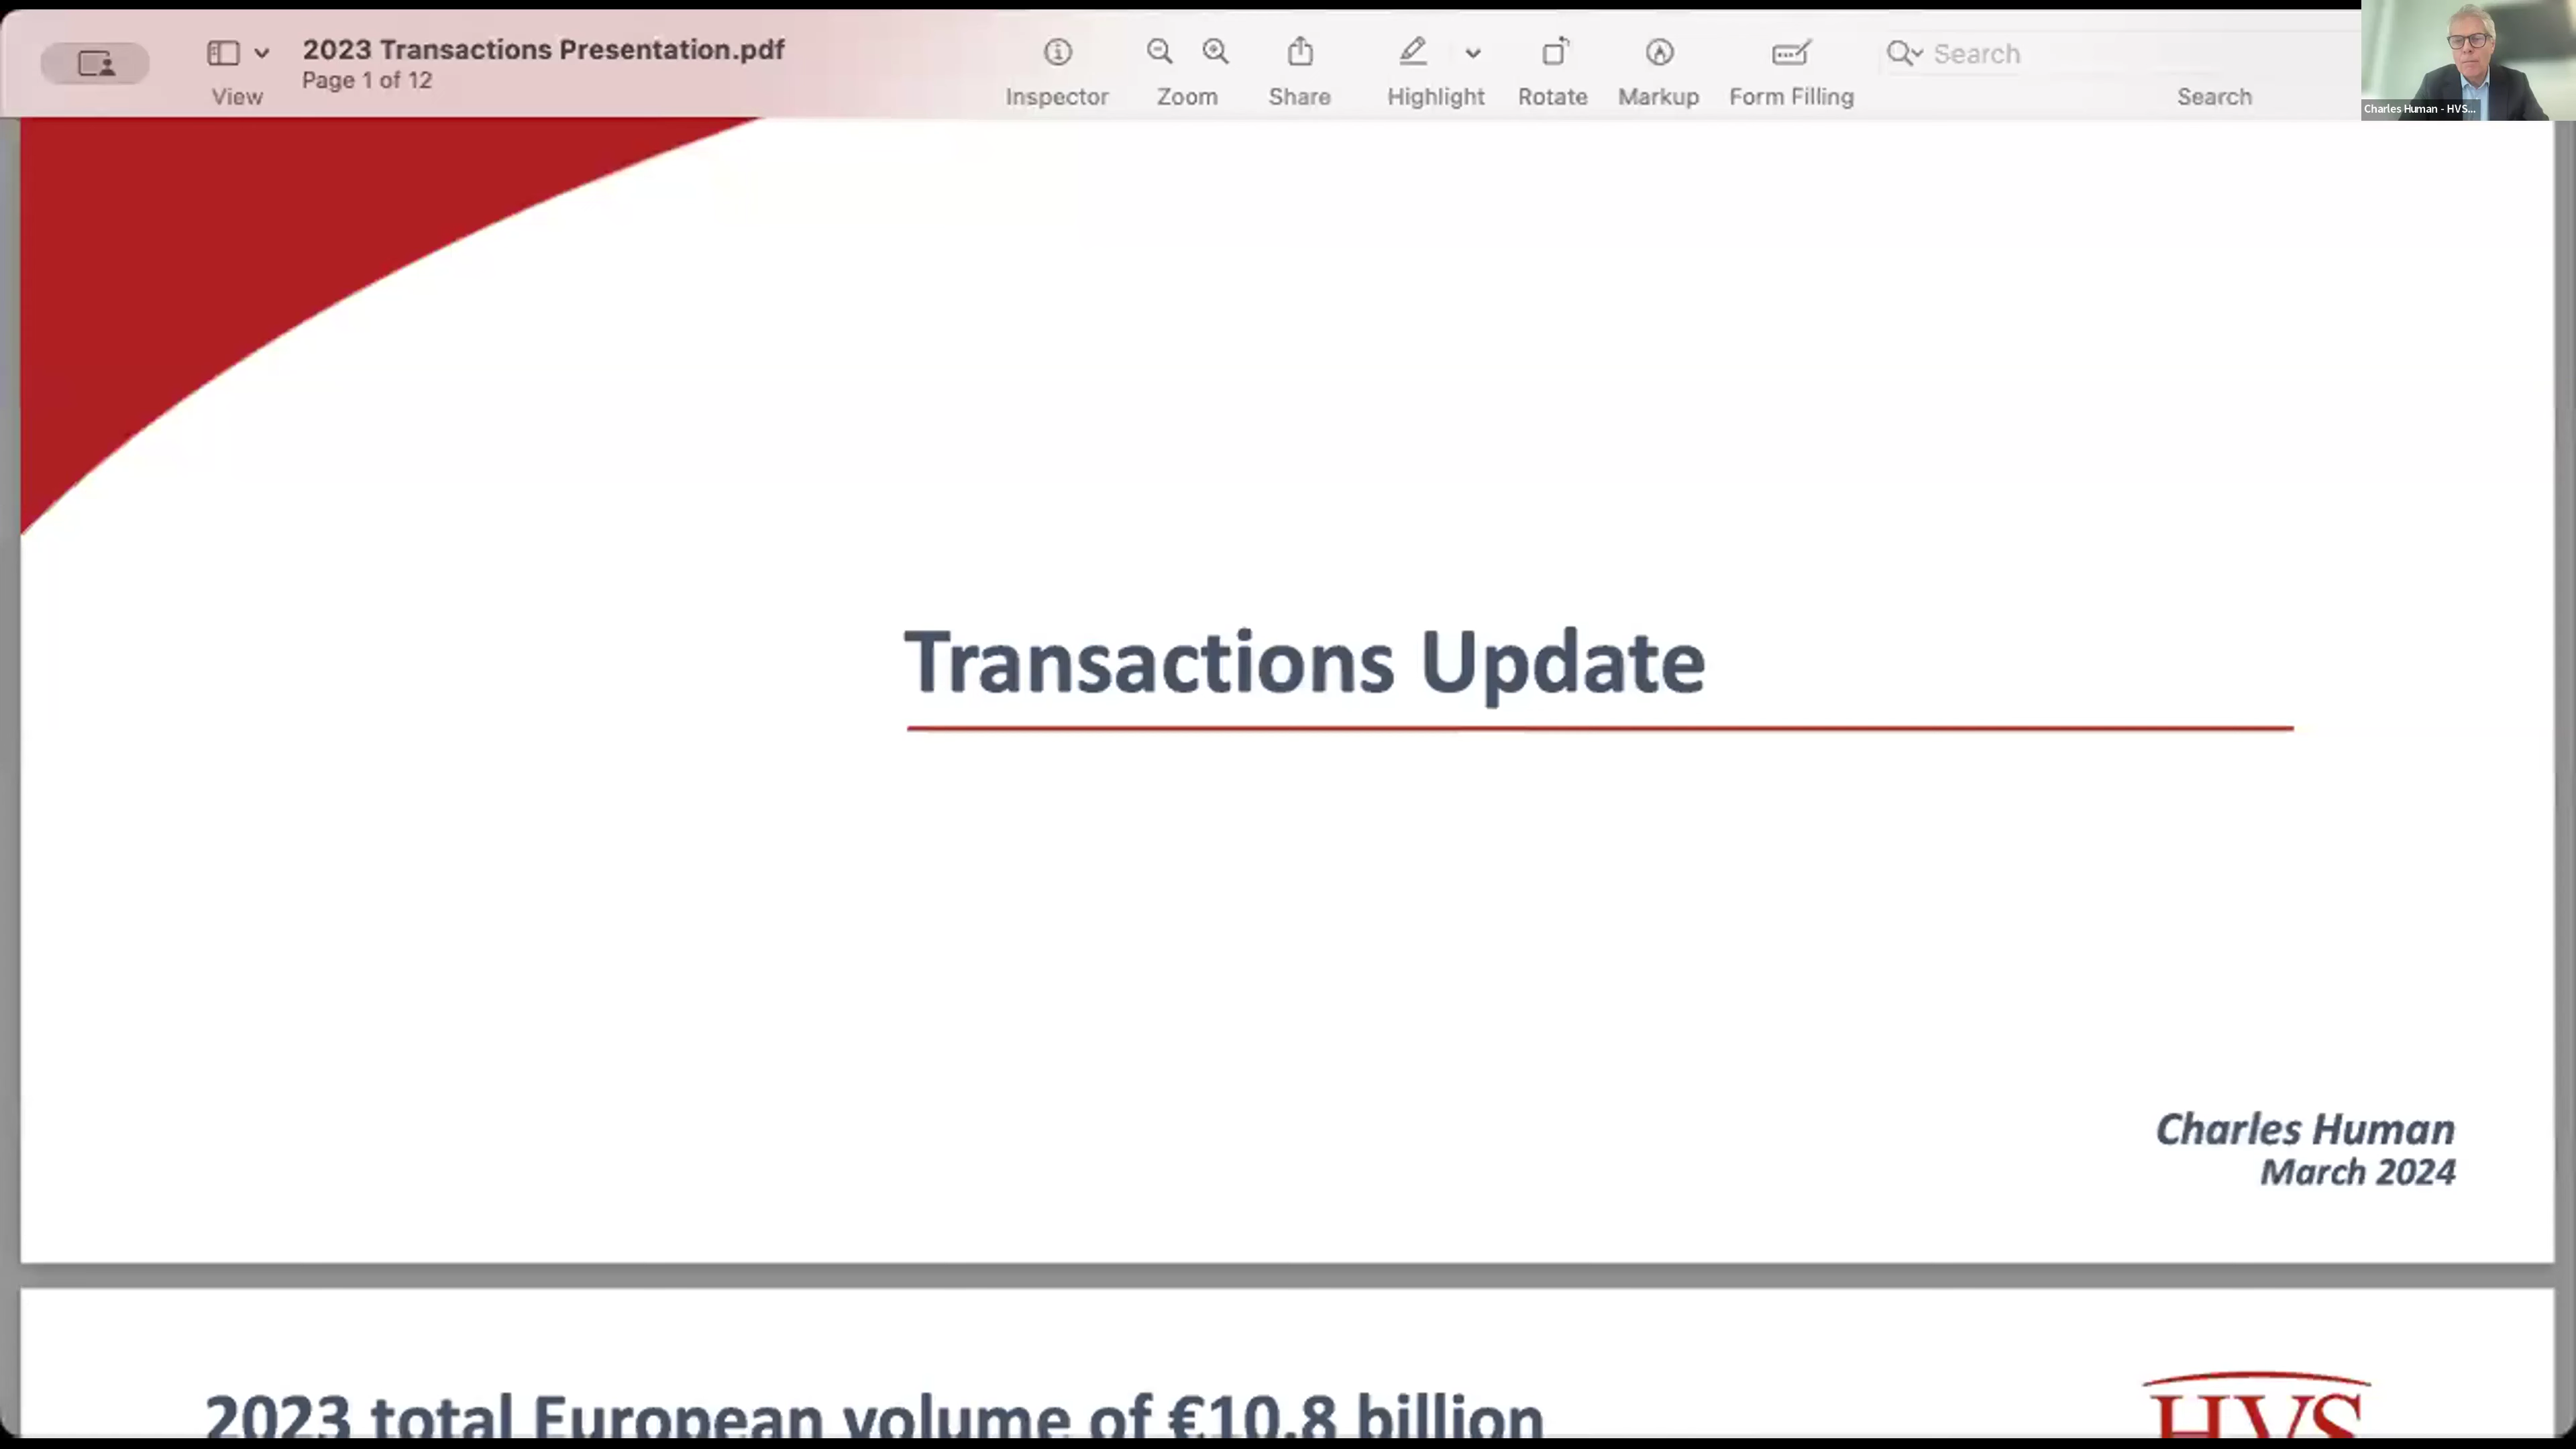 2023 Transactions Presentation.pdf
Page 1 of 12
View
Inspector
Zoom
Share
Highlight
Rotate
Markup
Form Filling
Search
Search
Charles Human - HVS...
Transactions Update
Charles Human
March 2024
2023 total European volume of €10.8 billion
HVS